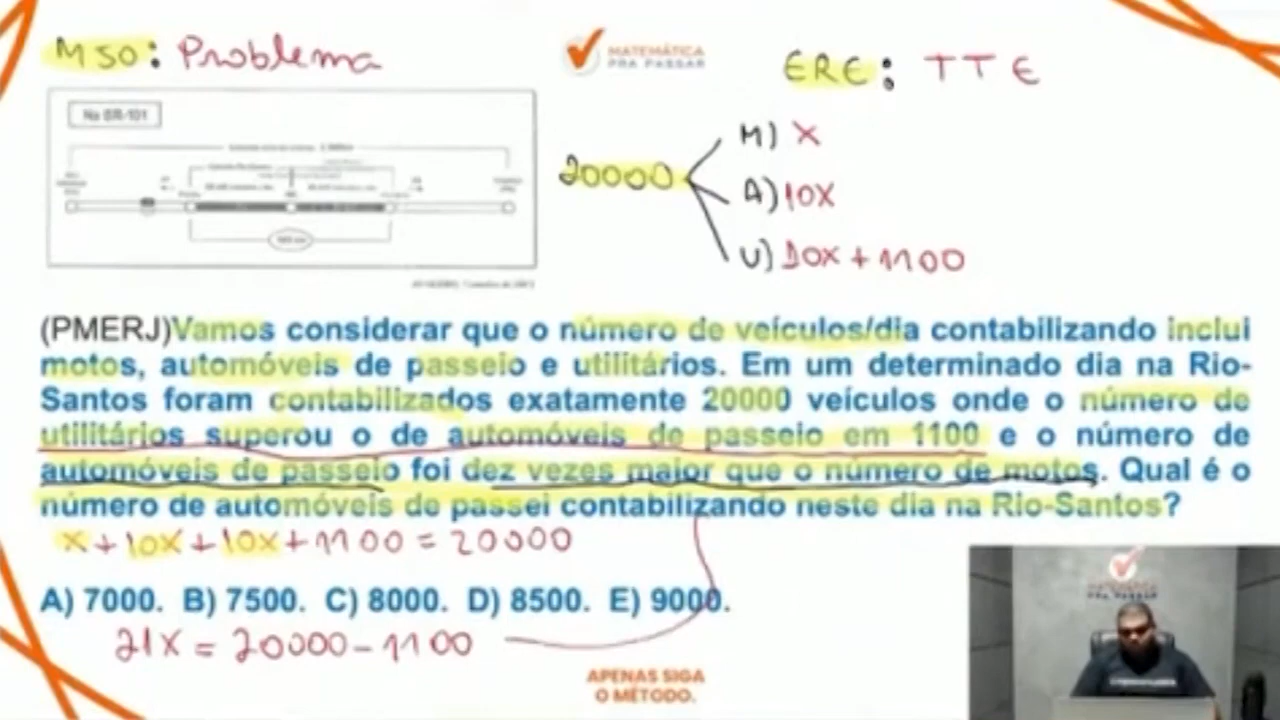 MSO: Problema
MATEMÁTICA
PRA PASSAR
ERE: TTE
Na BR-101
20000
M) X
A) 10X
U) 10X + 1100
(PMERJ)Vamos considerar que o número de veículos/dia contabilizando inclui
motos, automóveis de passeio e utilitários. Em um determinado dia na Rio-
Santos foram contabilizados exatamente 20000 veículos onde o número de
utilitários superou o de automóveis de passeio em 1100 e o número de
automóveis de passeio foi dez vezes maior que o número de motos. Qual é o
número de automóveis de passei contabilizando neste dia na Rio-Santos?
X + 10X + 10X + 1100 = 20000
A) 7000. B) 7500. C) 8000. D) 8500. E) 9000.
21X = 20000 - 1100
APENAS SIGA
O MÉTODO.
MATEMÁTICA
PRA PASSAR